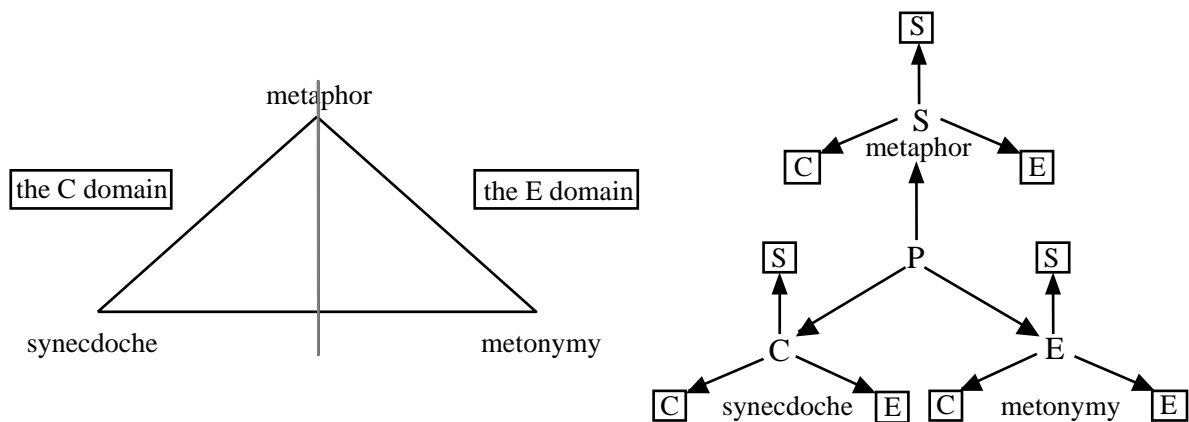 metaphor
the C domain
the E domain
synecdoche
metonymy
S
S
C
metaphor
E
P
S
S
C
E
C
synecdoche
E
C
metonymy
E